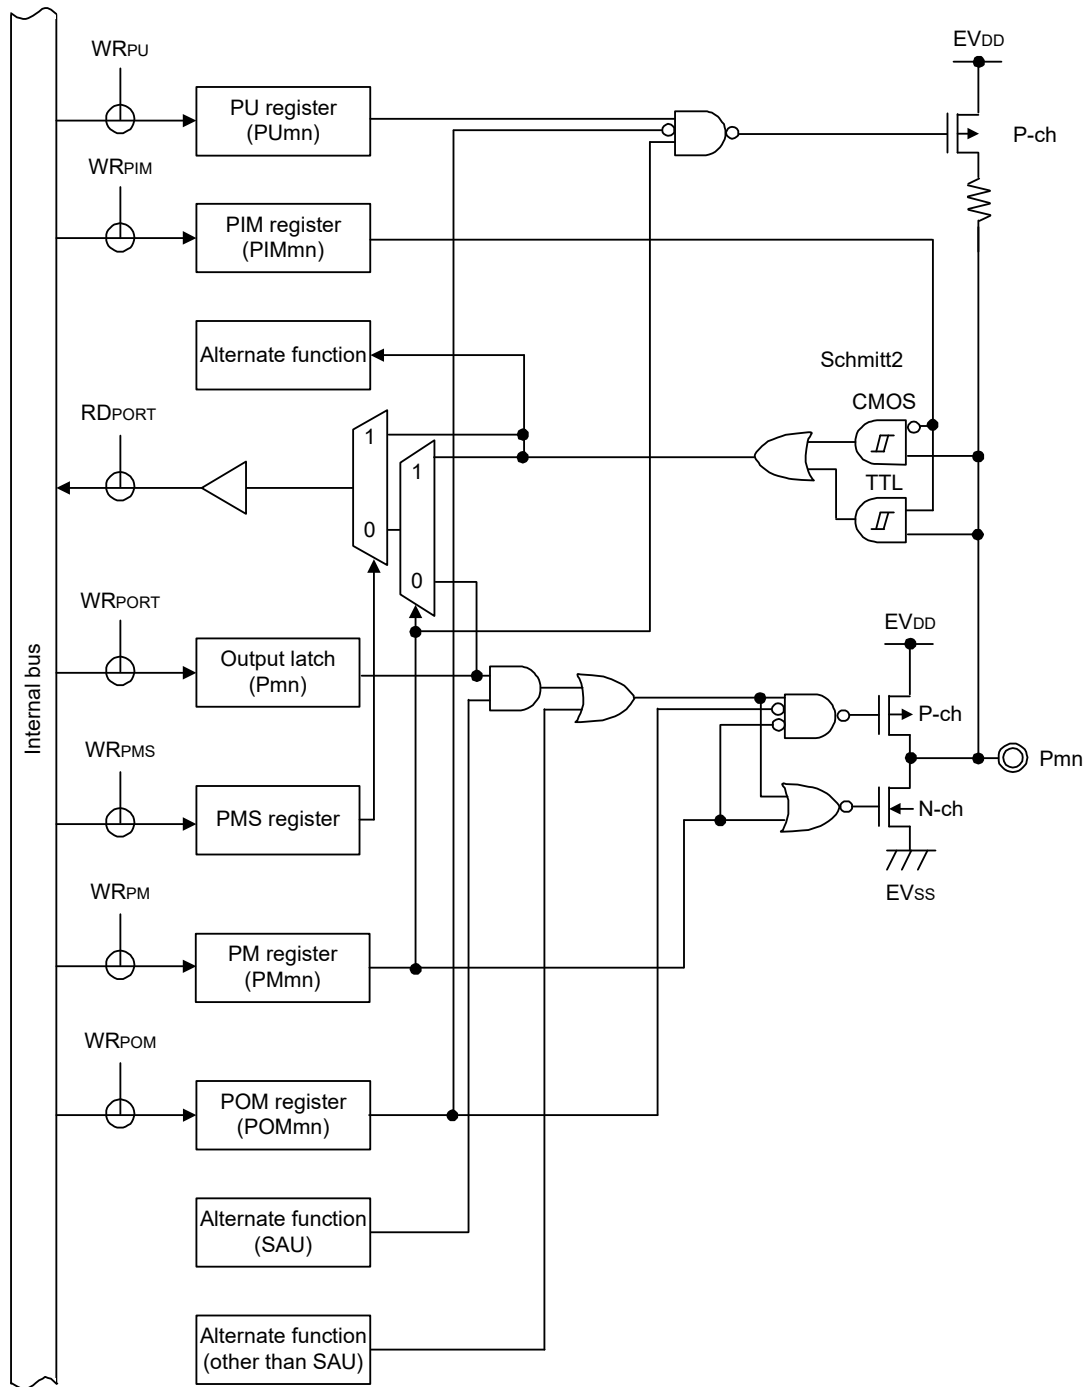 WRPU
EVDD
PU register
(PUmn)
P-ch
WRPIM
PIM register
(PIMmn)
Alternate function
Schmitt2
CMOS
RDPORT
1
1
TTL
0
0
WRPORT
EVDD
Output latch
(Pmn)
P-ch
Internal bus
WRPMS
Pmn
PMS register
N-ch
EVSS
WRPM
PM register
(PMmn)
WRPOM
POM register
(POMmn)
Alternate function
(SAU)
Alternate function
(other than SAU)